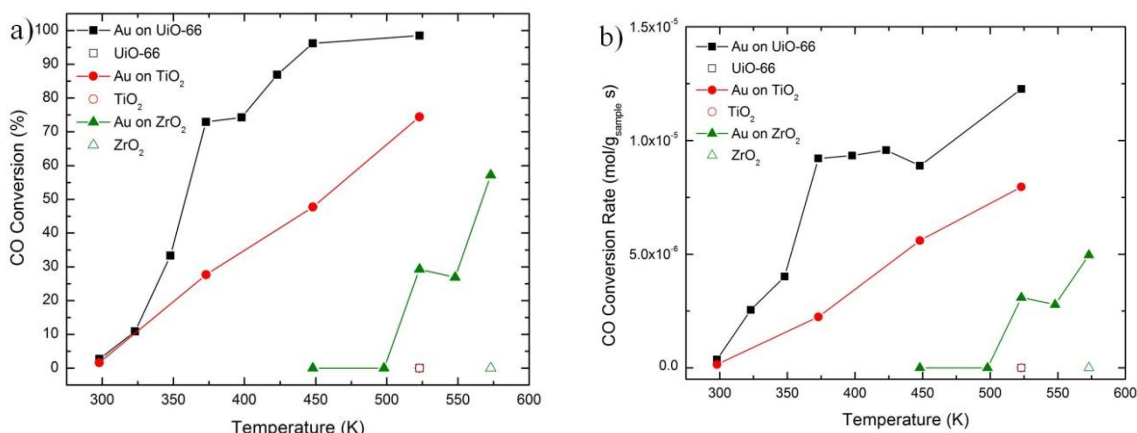 a)
Au on UiO-66
UiO-66
Au on TiO₂
TiO₂
Au on ZrO₂
ZrO₂
CO Conversion (%)
100
90
80
70
60
50
40
30
20
10
0
300 350 400 450 500 550 600
Temperature (K)
b)
Au on UiO-66
UiO-66
Au on TiO₂
TiO₂
Au on ZrO₂
ZrO₂
CO Conversion Rate (mol/g_sample s)
1.5x10⁻⁵
1.0x10⁻⁵
5.0x10⁻⁶
0.0
300 350 400 450 500 550 600
Temperature (K)